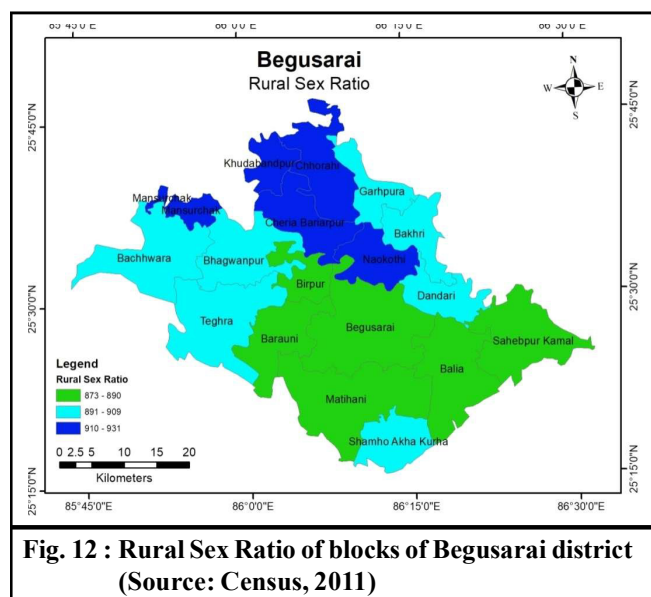 85°45'0"E 86°0'0"E 86°15'0"E 86°30'0"E
Begusarai
Rural Sex Ratio
N
W E
S
25°45'0"N 25°45'0"N
Khudabandpur Chhorahi
Garhpura
Mansurchak
Mansurchak
Cheria Bariarpur
Bakhri
Bachhwara Bhagwanpur Naokothi
Birpur Dandari
25°30'0"N 25°30'0"N
Teghra
Begusarai
Barauni Sahebpur Kamal
Balia
Matihani
Shamho Akha Kurha
Legend
Rural Sex Ratio
873 - 890
891 - 909
910 - 931
0 2.5 5 10 15 20
Kilometers
25°15'0"N 25°15'0"N
85°45'0"E 86°0'0"E 86°15'0"E 86°30'0"E
Fig. 12 : Rural Sex Ratio of blocks of Begusarai district
(Source: Census, 2011)